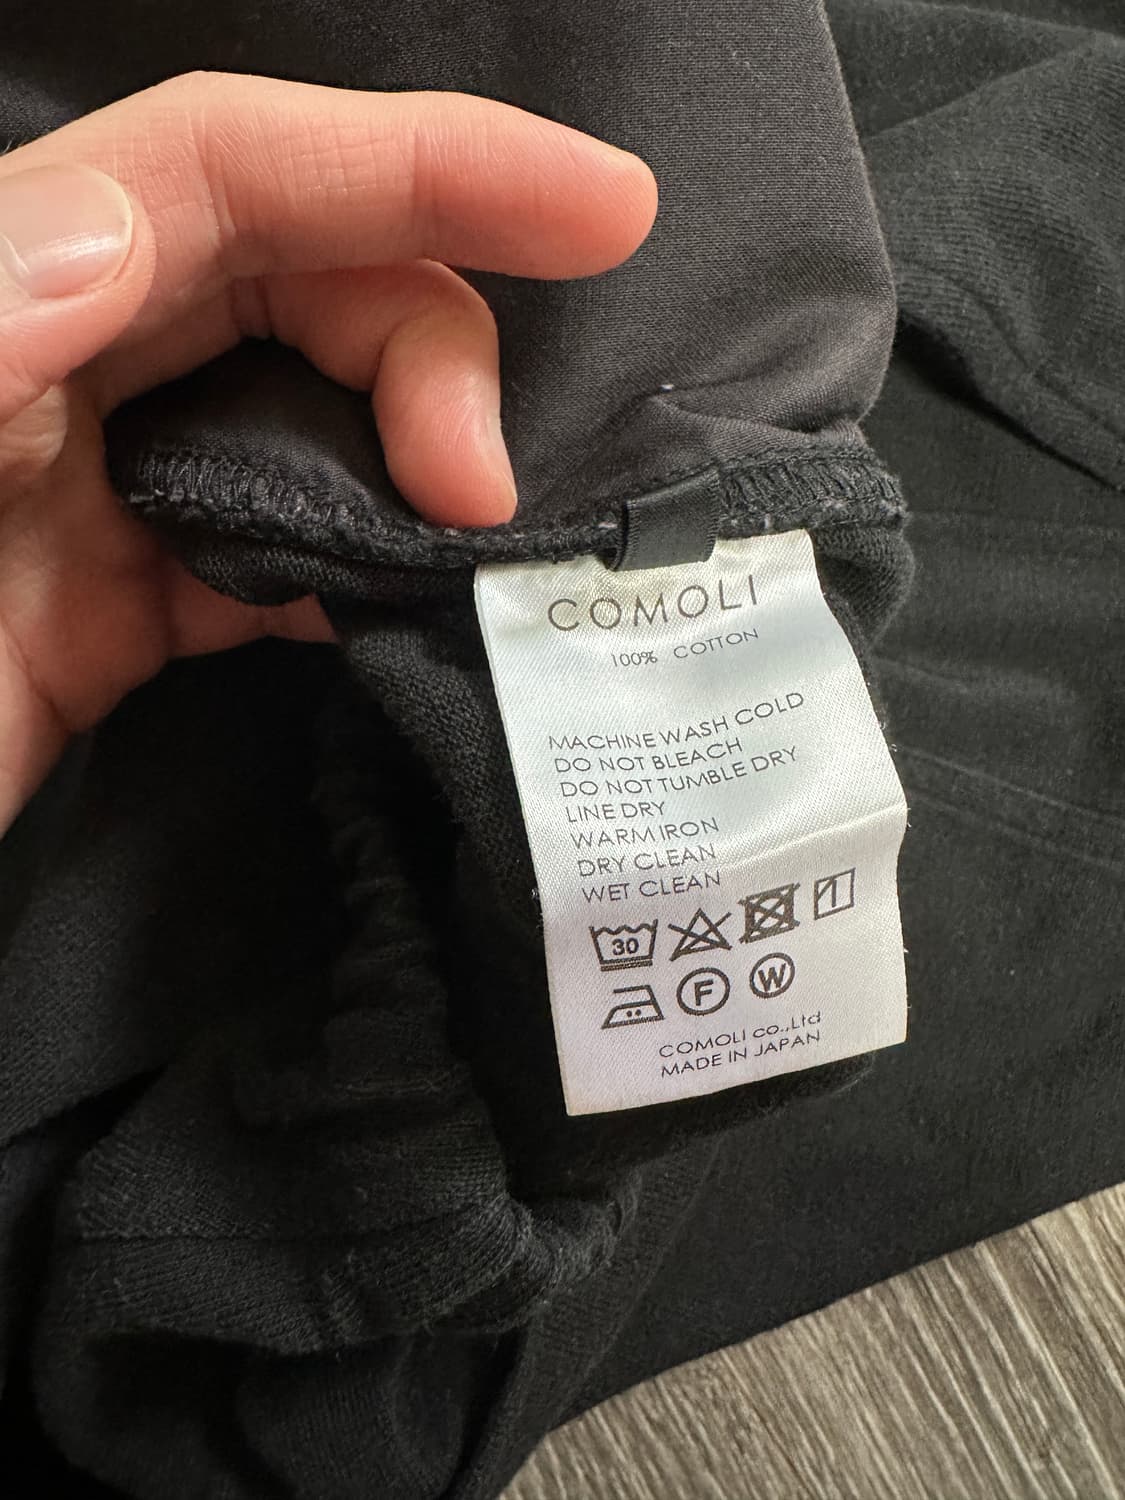 COMOLI
100% COTTON
MACHINE WASH COLD
DO NOT BLEACH
DO NOT TUMBLE DRY
LINE DRY
WARM IRON
DRY CLEAN
WET CLEAN
30
F W
COMOLI co.,Ltd
MADE IN JAPAN